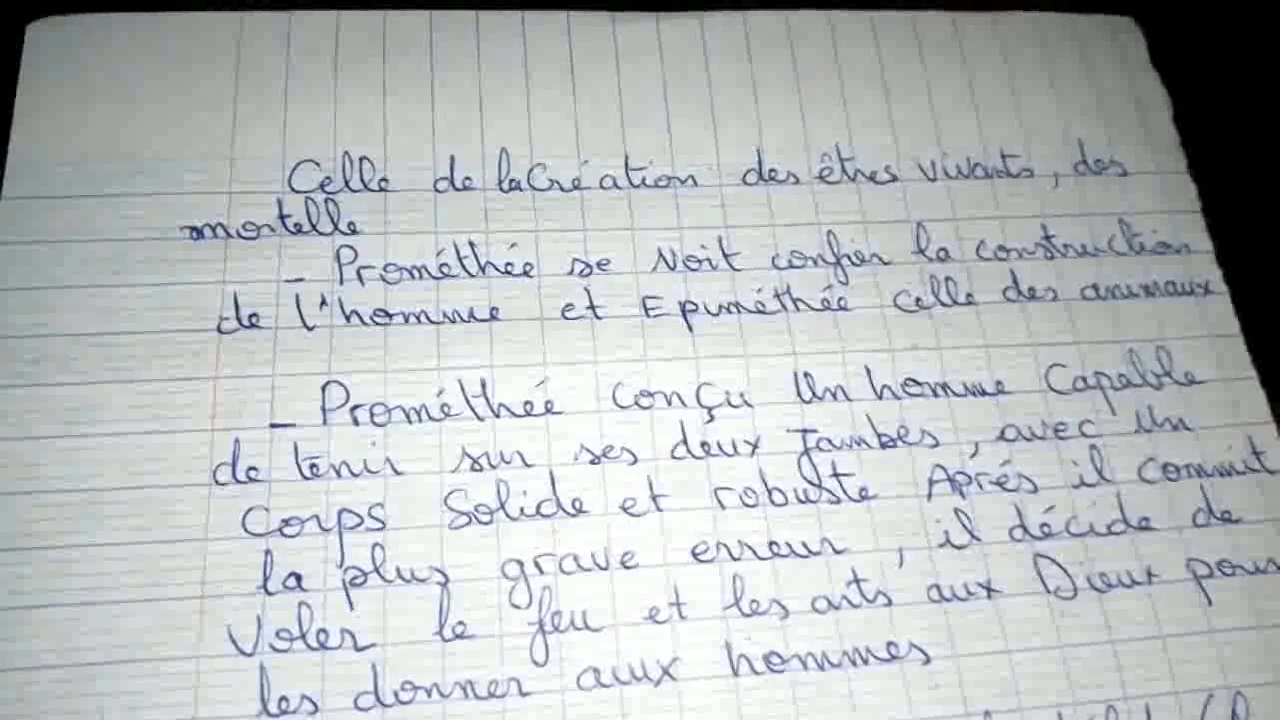 Celle de la Création des êtres vivants, des
mortelle
- Prométhée se voit confier la construction
de l'homme et Epiméthée celle des animaux
- Prométhée conçu un homme Capable
de tenir sur ses deux Jambes, avec un
corps Solide et robuste Après il commit
la plus grave erreur, il décide de
Voler le feu et les arts aux Dieux pour
les donner aux hommes